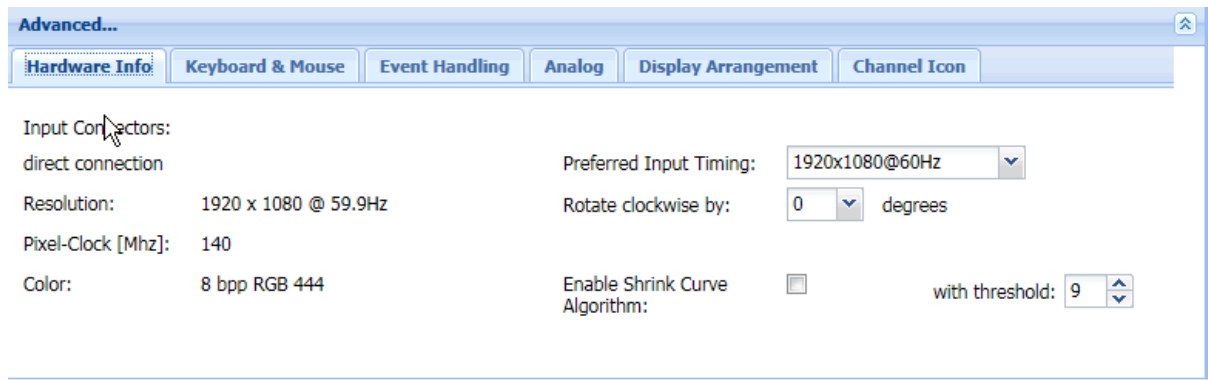 Advanced...
Hardware Info Keyboard & Mouse Event Handling Analog Display Arrangement Channel Icon
Input Connectors:
direct connection Preferred Input Timing: 1920x1080@60Hz
Resolution: 1920 x 1080 @ 59.9Hz Rotate clockwise by: 0 degrees
Pixel-Clock [Mhz]: 140
Color: 8 bpp RGB 444 Enable Shrink Curve
Algorithm: with threshold: 9